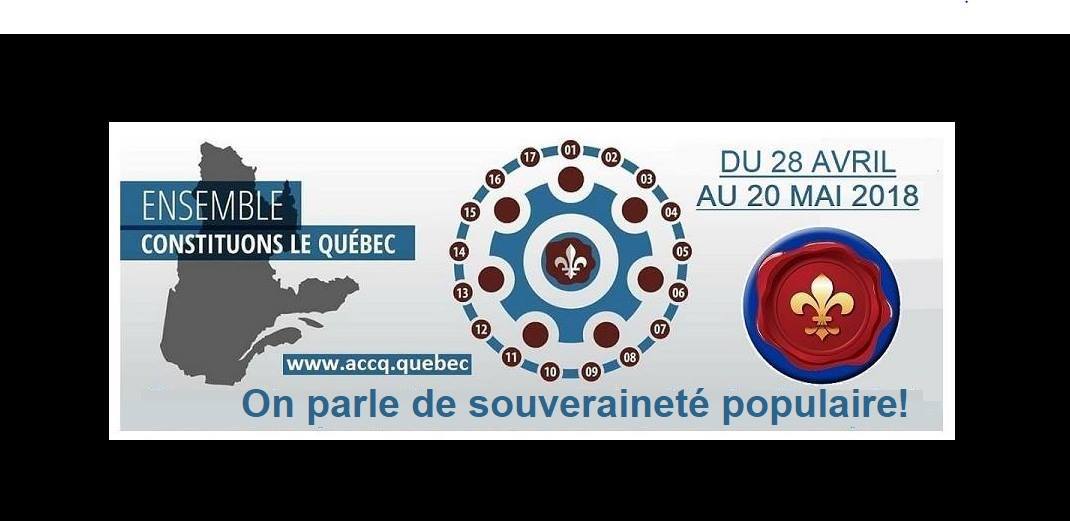 ENSEMBLE
CONSTITUONS LE QUÉBEC
www.accq.quebec
01
02
03
04
05
06
07
08
09
10
11
12
13
14
15
16
17
DU 28 AVRIL
AU 20 MAI 2018
On parle de souveraineté populaire!